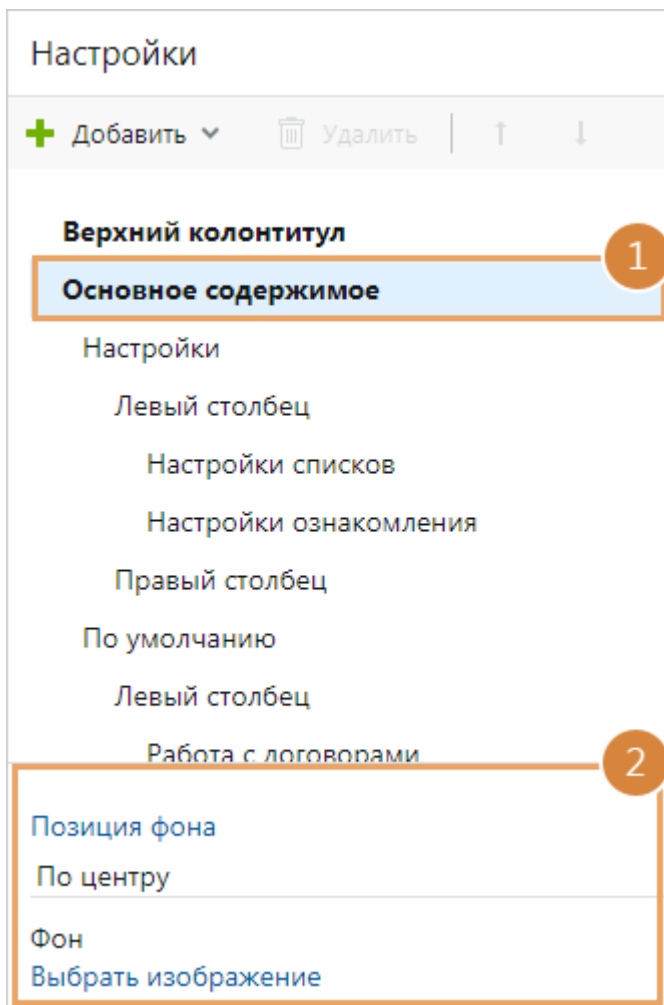 Настройки
Добавить Удалить
Верхний колонтитул
1
Основное содержимое
Настройки
Левый столбец
Настройки списков
Настройки ознакомления
Правый столбец
По умолчанию
Левый столбец
Работа с договорами
2
Позиция фона
По центру
Фон
Выбрать изображение